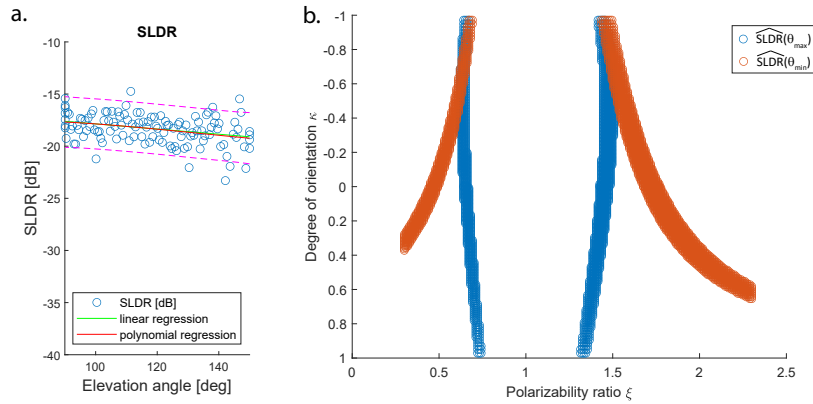 a.
SLDR
SLDR [dB]
-10
-15
-20
-25
-30
-35
-40
100
120
140
Elevation angle [deg]
SLDR [dB]
linear regression
polynomial regression
b.
Degree of orientation κ
-1
-0.8
-0.6
-0.4
-0.2
0
0.2
0.4
0.6
0.8
1
0
0.5
1
1.5
2
2.5
Polarizability ratio ξ
SLDR(θmax)
SLDR(θmin)